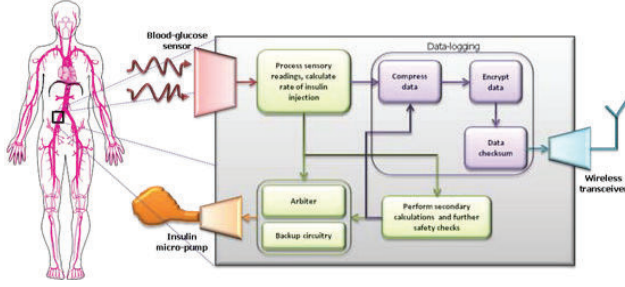 Blood-glucose
sensor
Process sensory
readings, calculate
rate of insulin
injection
Data-logging
Compress
data
Encrypt
data
Data
checksum
Wireless
transceiver
Arbiter
Backup circuitry
Perform secondary
calculations and further
safety checks
Insulin
micro-pump